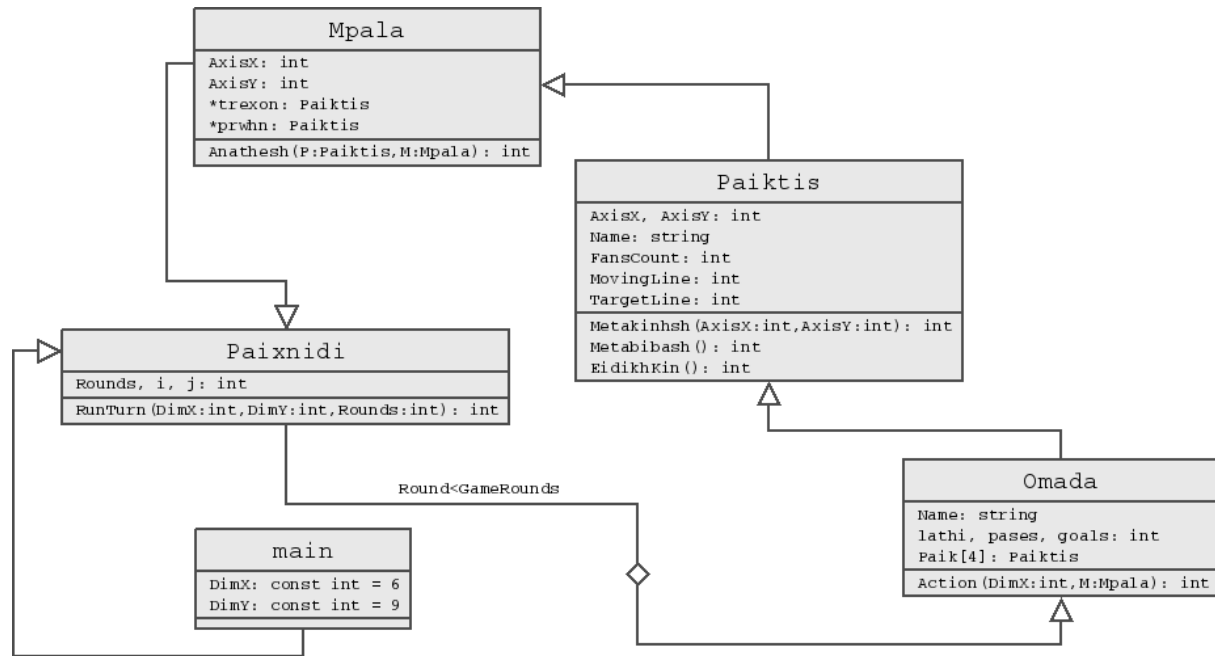 Mpala
AxisX: int
AxisY: int
*trexon: Paiktis
*prwhn: Paiktis
Anathesh(P:Paiktis,M:Mpala): int
Paiktis
AxisX, AxisY: int
Name: string
FansCount: int
MovingLine: int
TargetLine: int
Metakinhsh(AxisX:int,AxisY:int): int
Metabibash(): int
EidikhKin(): int
Paixnidi
Rounds, i, j: int
RunTurn(DimX:int,DimY:int,Rounds:int): int
Round<GameRounds
Omada
Name: string
lathi, pases, goals: int
Paik[4]: Paiktis
Action(DimX:int,M:Mpala): int
main
DimX: const int = 6
DimY: const int = 9